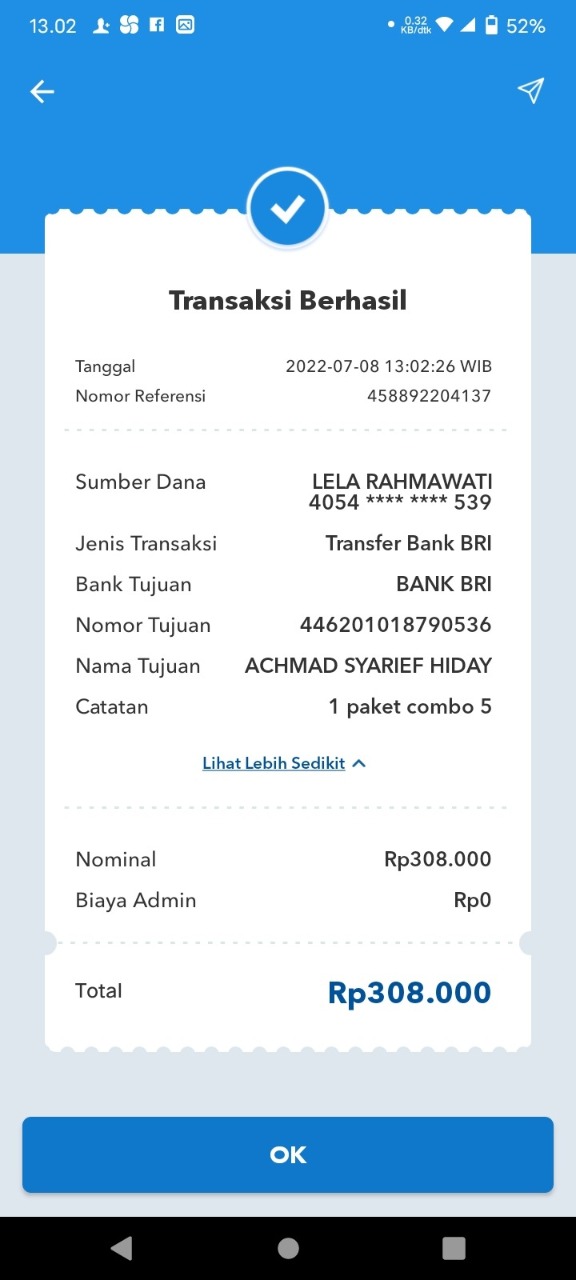 13.02
0.32
KB/dtk
52%
Transaksi Berhasil
Tanggal 2022-07-08 13:02:26 WIB
Nomor Referensi 458892204137
Sumber Dana LELA RAHMAWATI
4054 **** **** 539
Jenis Transaksi Transfer Bank BRI
Bank Tujuan BANK BRI
Nomor Tujuan 446201018790536
Nama Tujuan ACHMAD SYARIEF HIDAY
Catatan 1 paket combo 5
Lihat Lebih Sedikit
Nominal Rp308.000
Biaya Admin Rp0
Total Rp308.000
OK